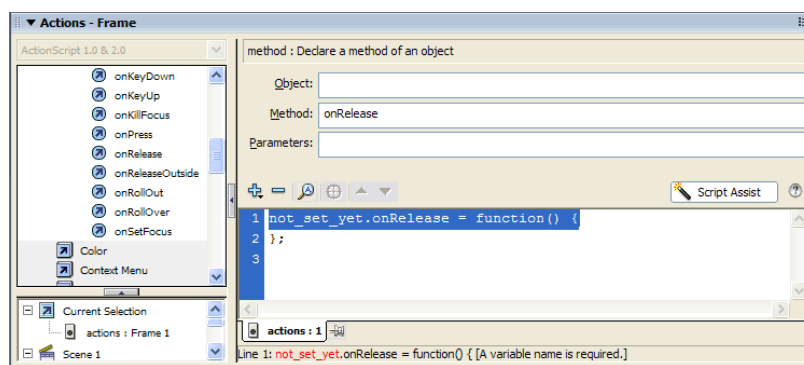 Actions - Frame
ActionScript 1.0 & 2.0
onKeyDown
onKeyUp
onKillFocus
onPress
onRelease
onReleaseOutside
onRollOut
onRollOver
onSetFocus
Color
Context Menu
Current Selection
actions : Frame 1
Scene 1
method : Declare a method of an object
Object:
Method: onRelease
Parameters:
Script Assist
1 not_set_yet.onRelease = function() {
2 };
3
actions : 1
Line 1: not_set_yet.onRelease = function() { [A variable name is required.]